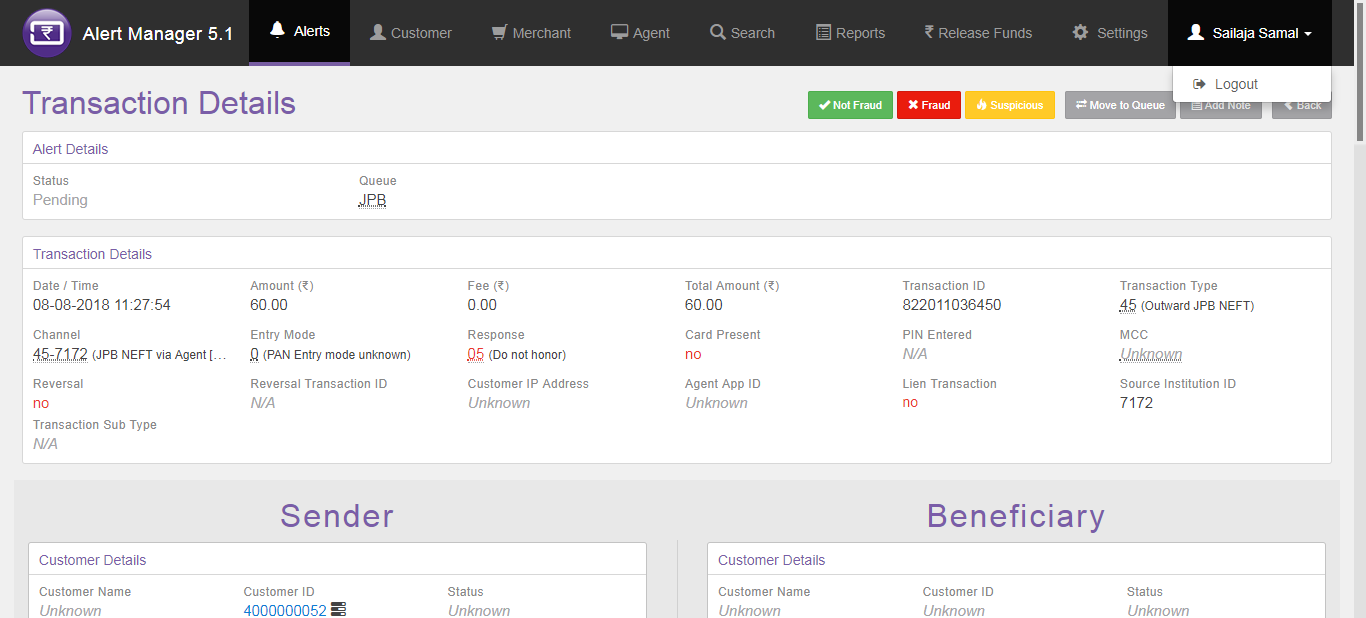 Alert Manager 5.1 Alerts Customer Merchant Agent Search Reports ₹ Release Funds Settings Sailaja Samal
Logout
Transaction Details Not Fraud Fraud Suspicious Move to Queue Add Note Back
Alert Details
Status Queue
Pending JPB
Transaction Details
Date / Time Amount (₹) Fee (₹) Total Amount (₹) Transaction ID Transaction Type
08-08-2018 11:27:54 60.00 0.00 60.00 822011036450 45 (Outward JPB NEFT)
Channel Entry Mode Response Card Present PIN Entered MCC
45-7172 (JPB NEFT via Agent [... 0 (PAN Entry mode unknown) 05 (Do not honor) no N/A Unknown
Reversal Reversal Transaction ID Customer IP Address Agent App ID Lien Transaction Source Institution ID
no N/A Unknown Unknown no 7172
Transaction Sub Type
N/A
Sender Beneficiary
Customer Details Customer Details
Customer Name Customer ID Status Customer Name Customer ID Status
Unknown 4000000052 Unknown Unknown Unknown Unknown